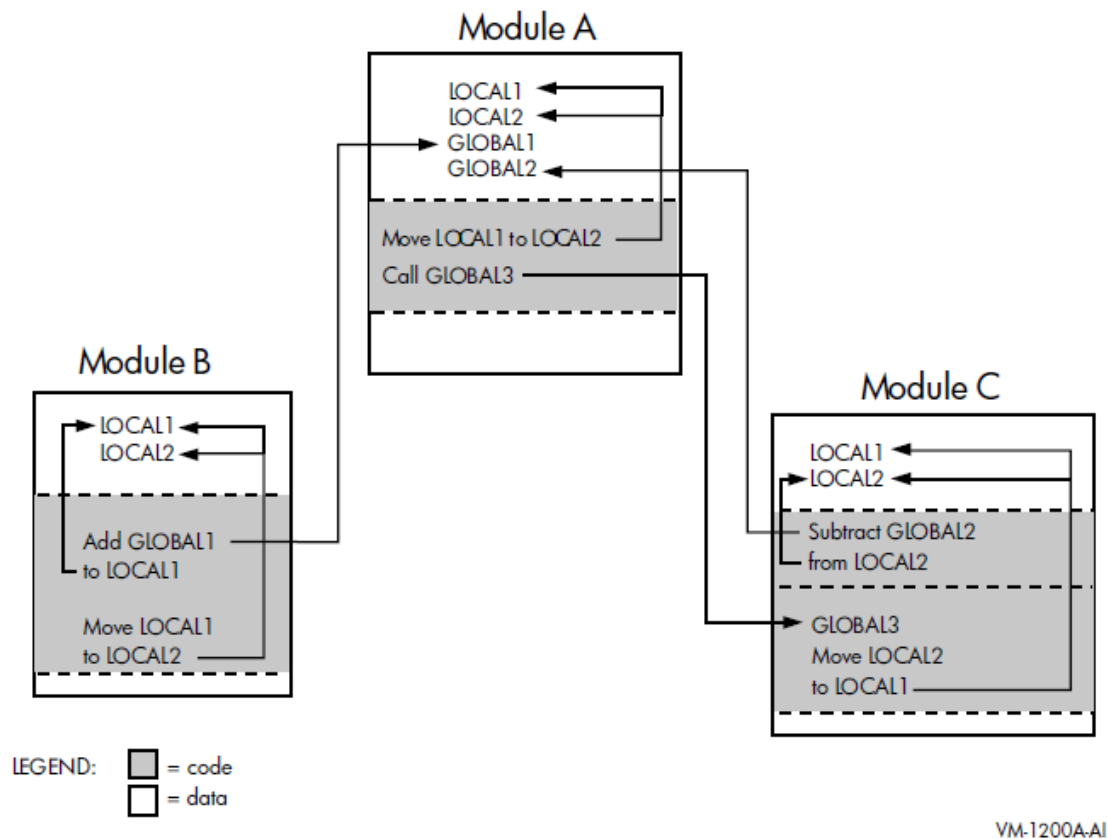 Module A
LOCAL1
LOCAL2
GLOBAL1
GLOBAL2
Move LOCAL1 to LOCAL2
Call GLOBAL3
Module B
LOCAL1
LOCAL2
Add GLOBAL1
to LOCAL1
Move LOCAL1
to LOCAL2
Module C
LOCAL1
LOCAL2
Subtract GLOBAL2
from LOCAL2
GLOBAL3
Move LOCAL2
to LOCAL1
LEGEND:
= code
= data
VM-1200A-AI